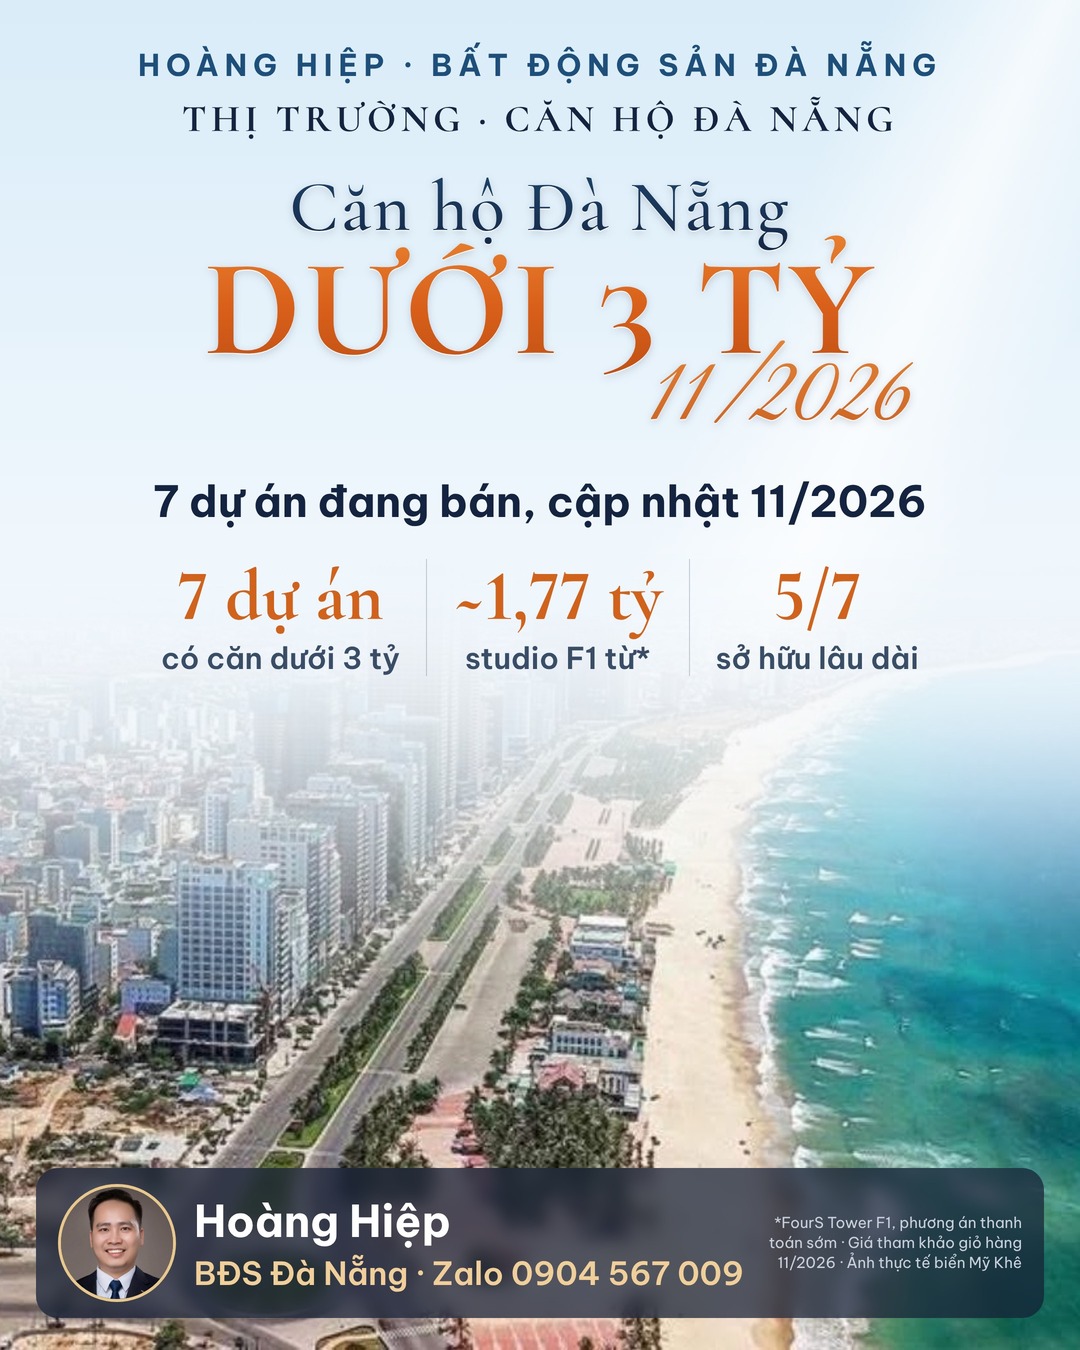 HOÀNG HIỆP · BẤT ĐỘNG SẢN ĐÀ NẴNG
THỊ TRƯỜNG · CĂN HỘ ĐÀ NẴNG
Căn hộ Đà Nẵng
DƯỚI 3 TỶ
11/2026
7 dự án đang bán, cập nhật 11/2026
7 dự án
có căn dưới 3 tỷ
~1,77 tỷ
studio F1 từ*
5/7
sở hữu lâu dài
Hoàng Hiệp
BĐS Đà Nẵng · Zalo 0904 567 009
*FourS Tower F1, phương án thanh
toán sớm · Giá tham khảo giỏ hàng
11/2026 · Ảnh thực tế biển Mỹ Khê